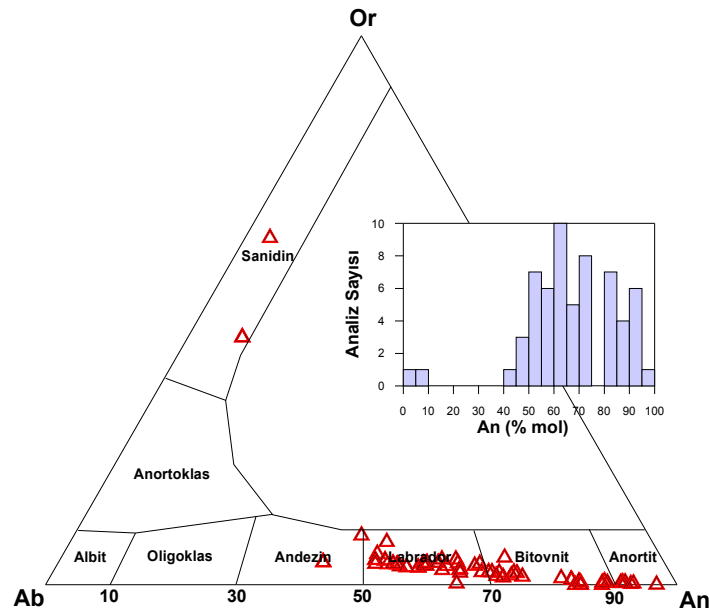 Or
Sanidin
10
8
6
4
2
0
Analiz Sayısı
0 10 20 30 40 50 60 70 80 90 100
An (% mol)
Anortoklas
Albit
Oligoklas
Andezin
Labrador
Bitovnit
Anortit
Ab
10
30
50
70
90
An